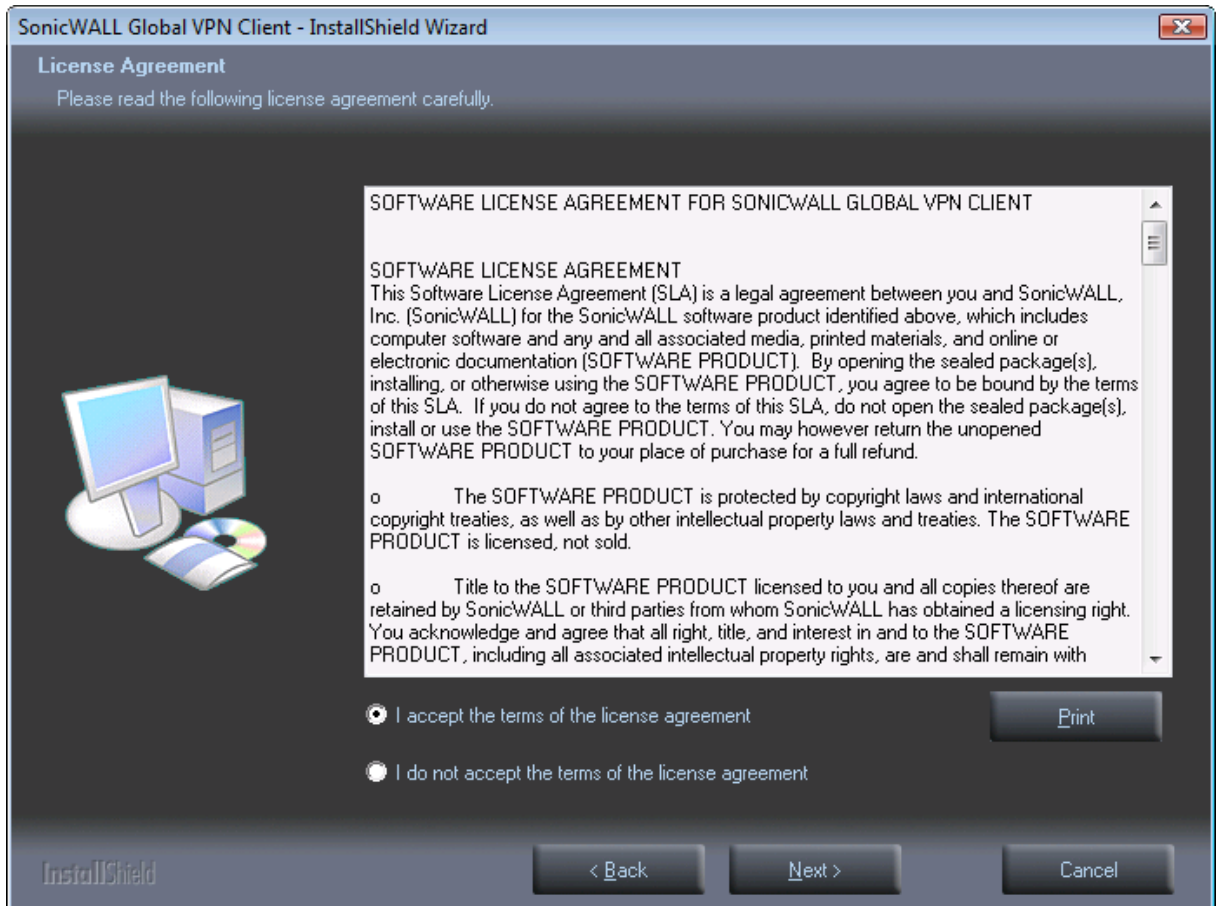 SonicWALL Global VPN Client - InstallShield Wizard
License Agreement
Please read the following license agreement carefully.
SOFTWARE LICENSE AGREEMENT FOR SONICWALL GLOBAL VPN CLIENT
SOFTWARE LICENSE AGREEMENT
This Software License Agreement (SLA) is a legal agreement between you and SonicWALL,
Inc. (SonicWALL) for the SonicWALL software product identified above, which includes
computer software and any and all associated media, printed materials, and online or
electronic documentation (SOFTWARE PRODUCT).  By opening the sealed package(s),
installing, or otherwise using the SOFTWARE PRODUCT, you agree to be bound by the terms
of this SLA.  If you do not agree to the terms of this SLA, do not open the sealed package(s),
install or use the SOFTWARE PRODUCT. You may however return the unopened
SOFTWARE PRODUCT to your place of purchase for a full refund.
o The SOFTWARE PRODUCT is protected by copyright laws and international
copyright treaties, as well as by other intellectual property laws and treaties. The SOFTWARE
PRODUCT is licensed, not sold.
o Title to the SOFTWARE PRODUCT licensed to you and all copies thereof are
retained by SonicWALL or third parties from whom SonicWALL has obtained a licensing right.
You acknowledge and agree that all right, title, and interest in and to the SOFTWARE
PRODUCT, including all associated intellectual property rights, are and shall remain with
I accept the terms of the license agreement
Print
I do not accept the terms of the license agreement
InstallShield
< Back
Next >
Cancel